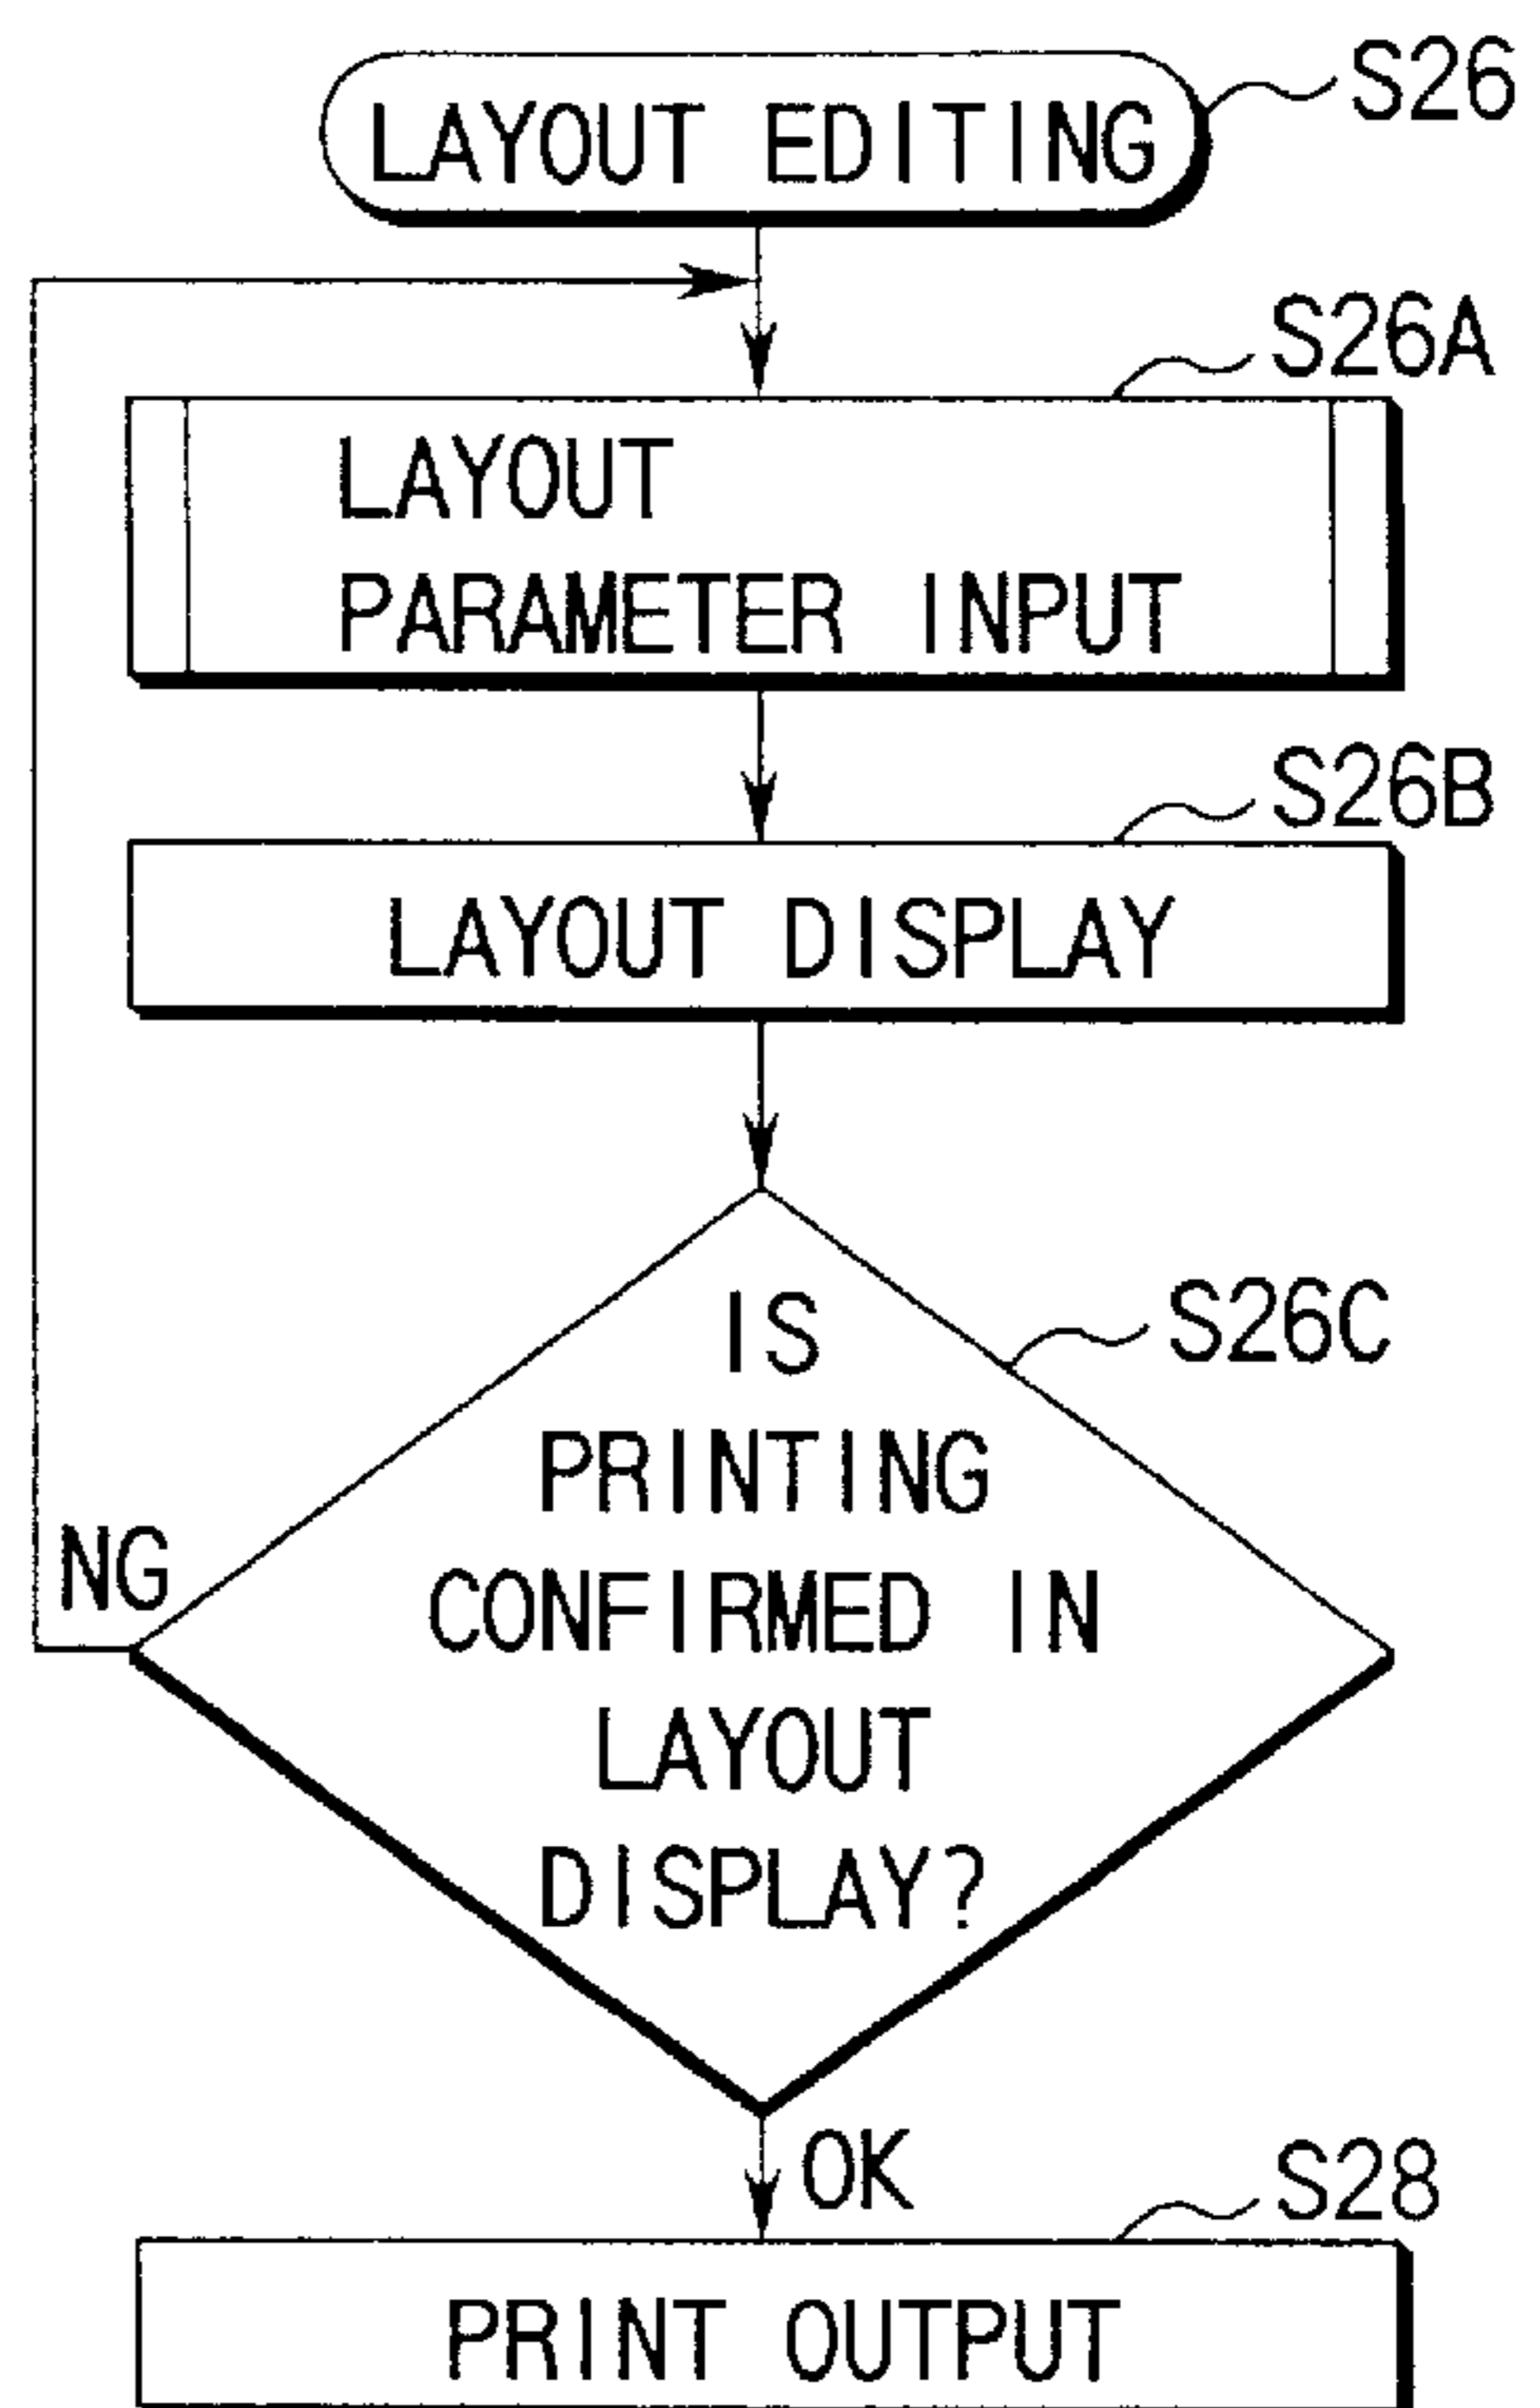 S26
LAYOUT EDITING
S26A
LAYOUT
PARAMETER INPUT
S26B
LAYOUT DISPLAY
S26C
IS
PRINTING
CONFIRMED IN
LAYOUT
DISPLAY?
NG
OK
S28
PRINT OUTPUT